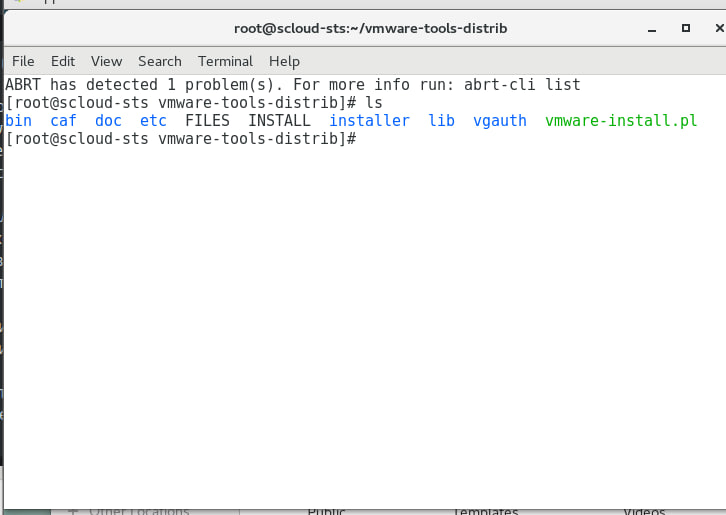 root@scloud-sts:~/vmware-tools-distrib
File Edit View Search Terminal Help
ABRT has detected 1 problem(s). For more info run: abrt-cli list
[root@scloud-sts vmware-tools-distrib]# ls
bin caf doc etc FILES INSTALL installer lib vgauth vmware-install.pl
[root@scloud-sts vmware-tools-distrib]#
Other Locations Public Templates Videos